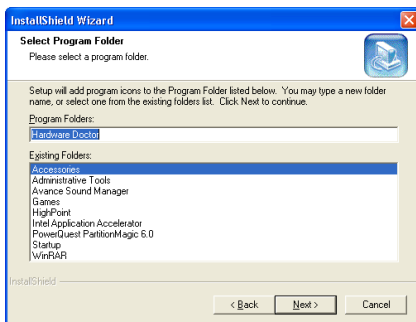 InstallShield Wizard
Select Program Folder
Please select a program folder.
Setup will add program icons to the Program Folder listed below. You may type a new folder
name, or select one from the existing folders list. Click Next to continue.
Program Folders:
Hardware Doctor
Existing Folders:
Accessories
Administrative Tools
Avance Sound Manager
Games
HighPoint
Intel Application Accelerator
PowerQuest PartitionMagic 6.0
Startup
WinRAR
InstallShield
< Back Next > Cancel